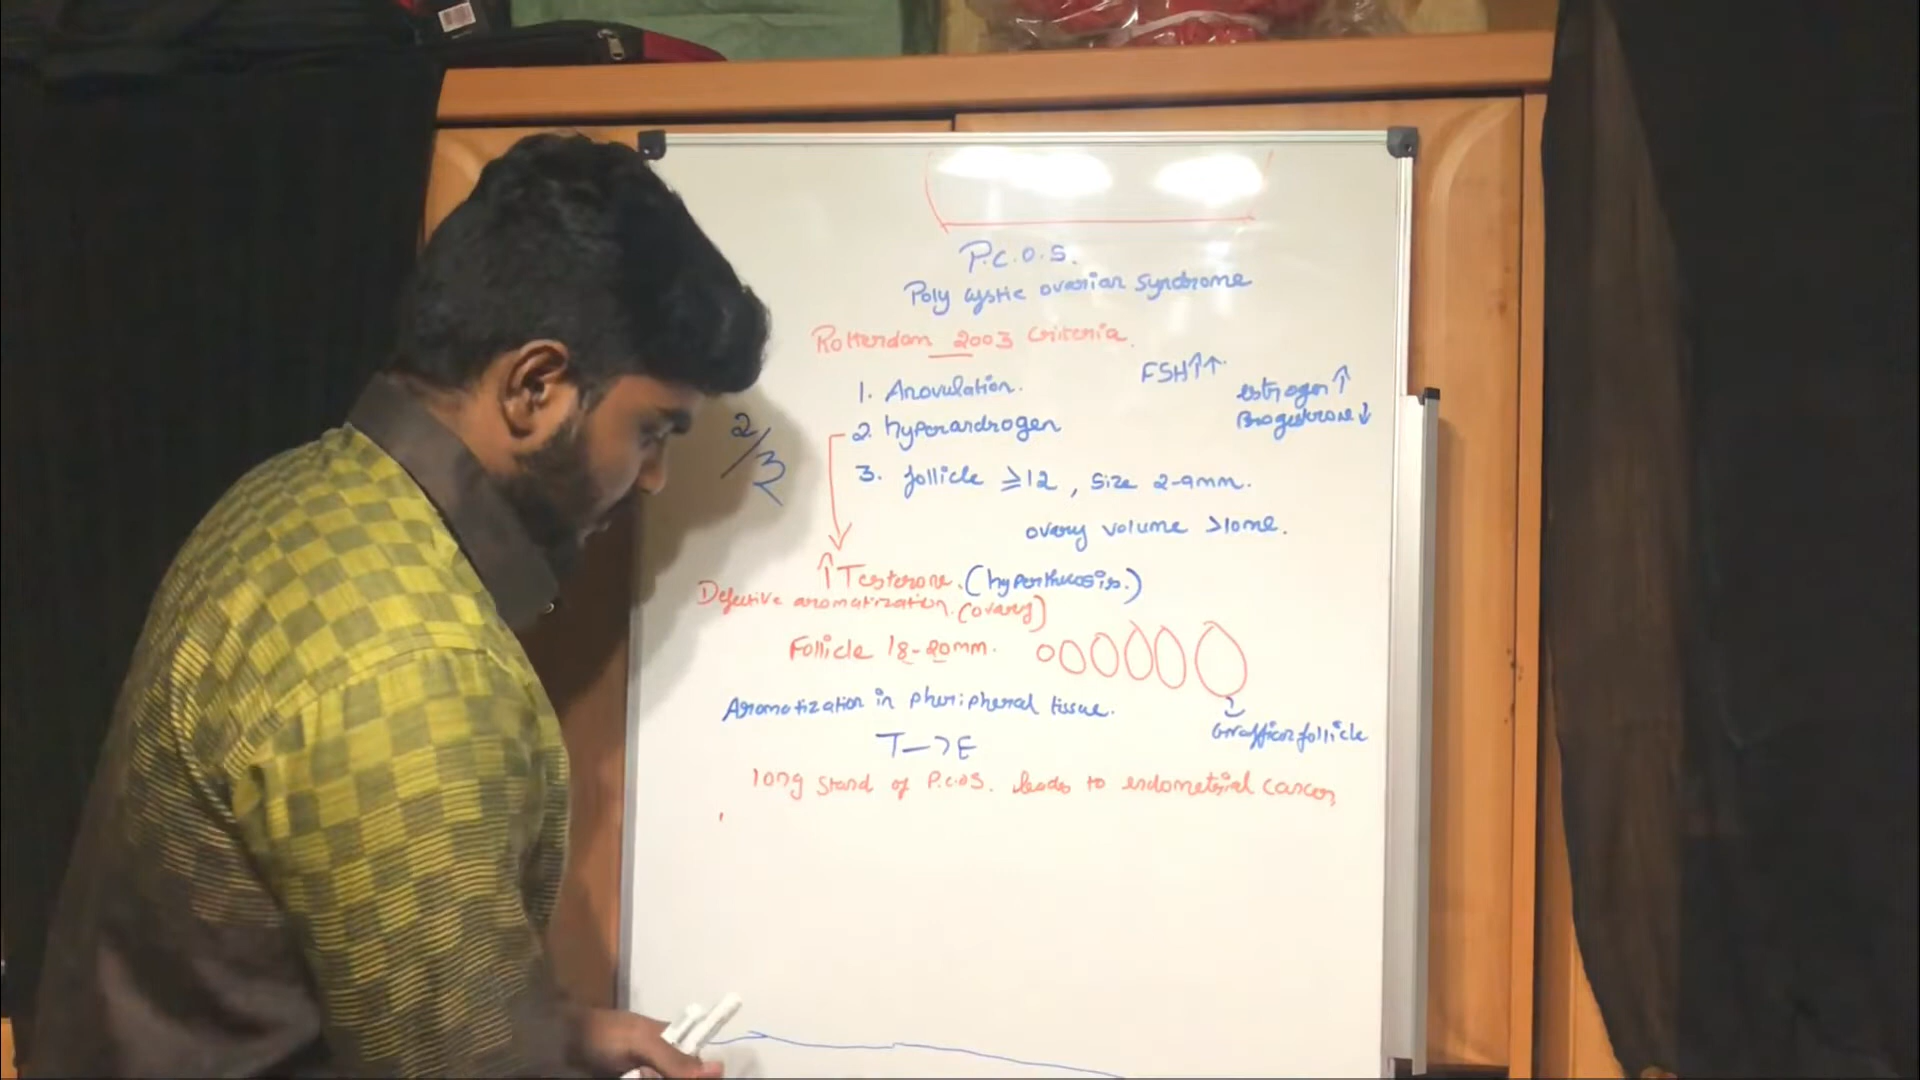 P.C.O.S.
Poly cystic ovarian syndrome
Rotterdam 2003 criteria.
1. Anovulation.
FSH↑↑
estrogen↑
Progesterone↓
2. hyperandrogen
2/3
3. follicle ≥12, size 2-9mm.
ovary volume >10ml.
↑Testerone. (hyperthecosis.)
Defective aromatization. (ovary)
Follicle 18-20mm.
Aromatization in pheripheral tissue.
Graffian follicle
T->E
long stand of P.C.O.S. leads to endometrial cancer,